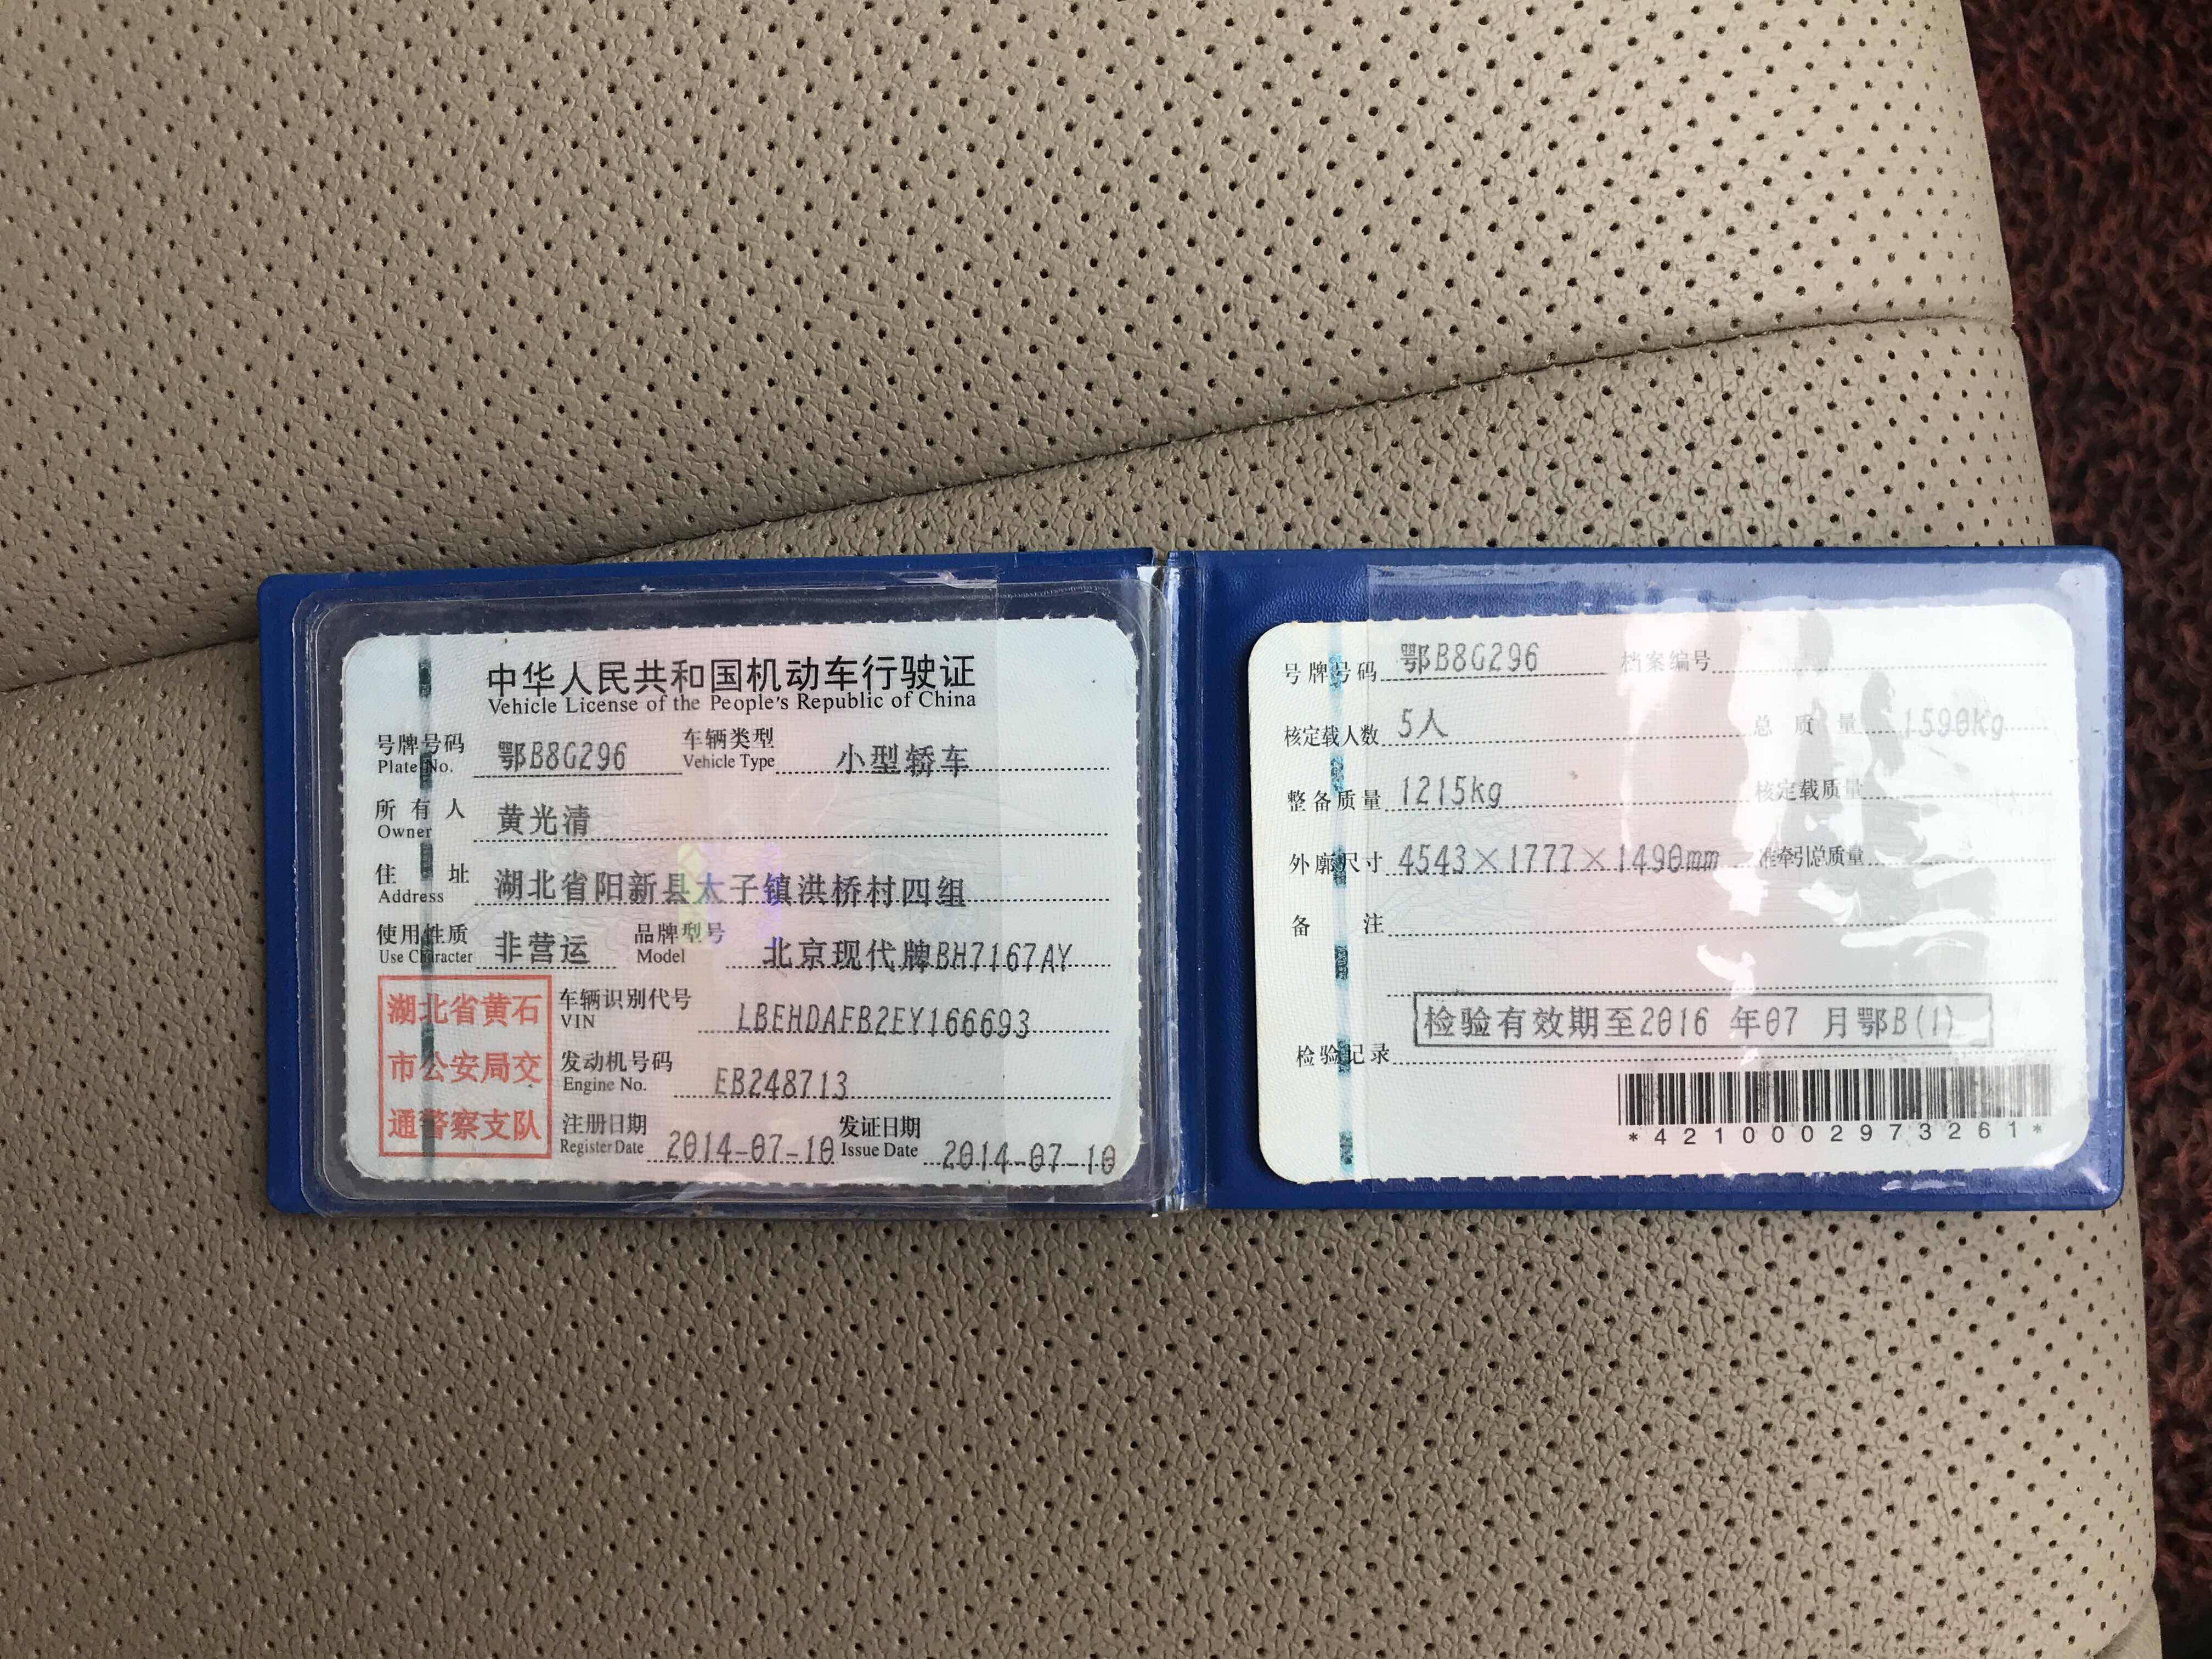 中华人民共和国机动车行驶证
Vehicle License of the People's Republic of China
号牌号码 鄂B8G296 车辆类型 小型轿车
Plate No. Vehicle Type
所有人 黄光清
Owner
住址 湖北省阳新县太子镇洪桥村四组
Address
使用性质 非营运 品牌型号 北京现代牌BH7167AY
Use Character Model
湖北省黄石
市公安局交
通警察支队
车辆识别代号 LBEHDAFB2EY166693
VIN
发动机号码 EB248713
Engine No.
注册日期 2014-07-10 发证日期 2014-07-10
Register Date Issue Date
号牌号码 鄂B8G296 档案编号
核定载人数 5人 总质量 1590kg
整备质量 1215kg 核定载质量
外廓尺寸 4543×1777×1490mm 准牵引总质量
备注
检验记录 检验有效期至2016年07月鄂B(1)
*4210002973261*